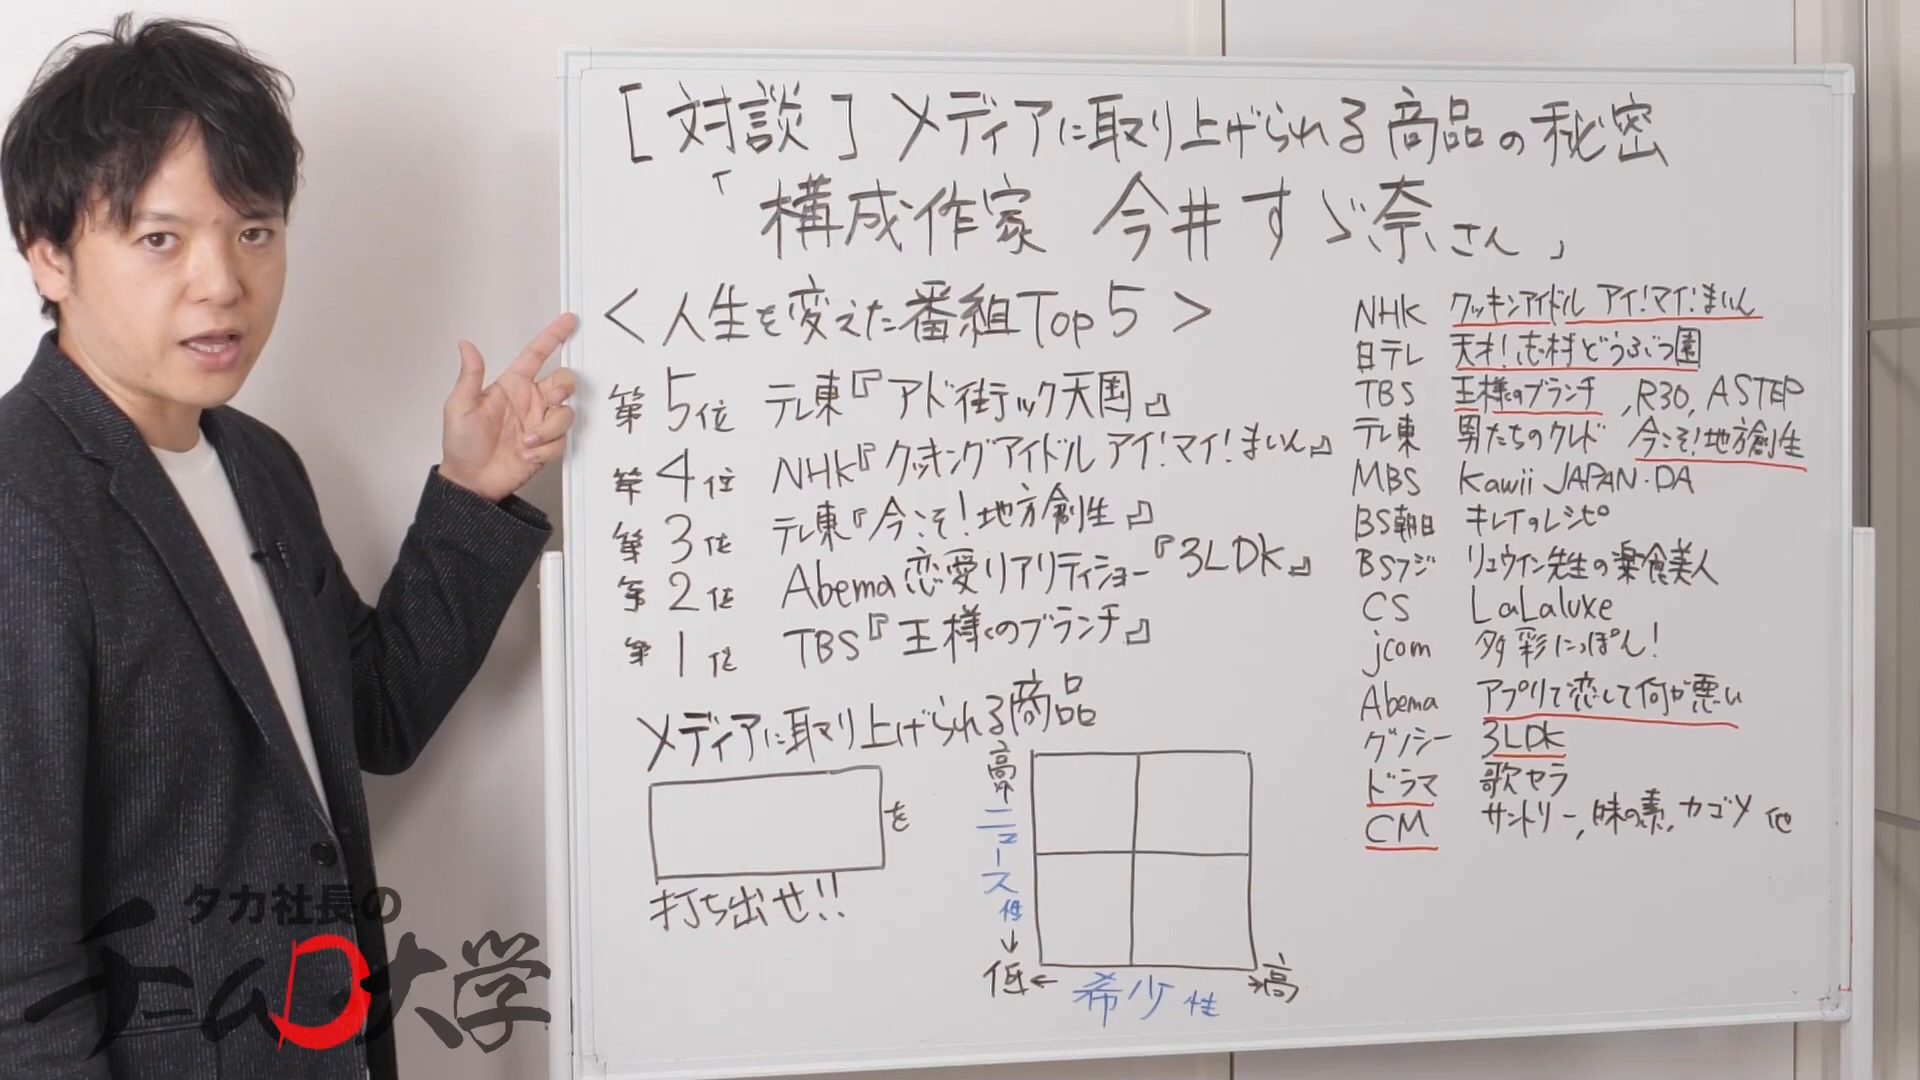 [対談] メディアに取り上げられる商品の秘密
「構成作家 今井すゞ奈さん」
<人生を変えた番組Top5>
第5位 テレ東『アド街ック天国』
第4位 NHK『クッキングアイドル アイ!マイ!まいん』
第3位 テレ東『今こそ!地方創生』
第2位 Abema 恋愛リアリティショー『3LDK』
第1位 TBS『王様のブランチ』
メディアに取り上げられる商品
を
打ち出せ!!
高
ニュース性
低
希少性
高
NHK クッキンアイドル アイ!マイ!まいん
日テレ 天才!志村どうぶつ園
TBS 王様のブランチ, R30, ASTEP
テレ東 男たちのクレド 今こそ!地方創生
MBS Kawii JAPAN・DA
BS朝日 キレイのレシピ
BSフジ リュウイン先生の薬食美人
CS LaLaluxe
jcom 多彩にっぽん!
Abema アプリで恋して何が悪い
グノシー 3LDK
ドラマ 歌セラ
CM サントリー, 味の素, カゴメ 他
タカ社長の
チームD大学